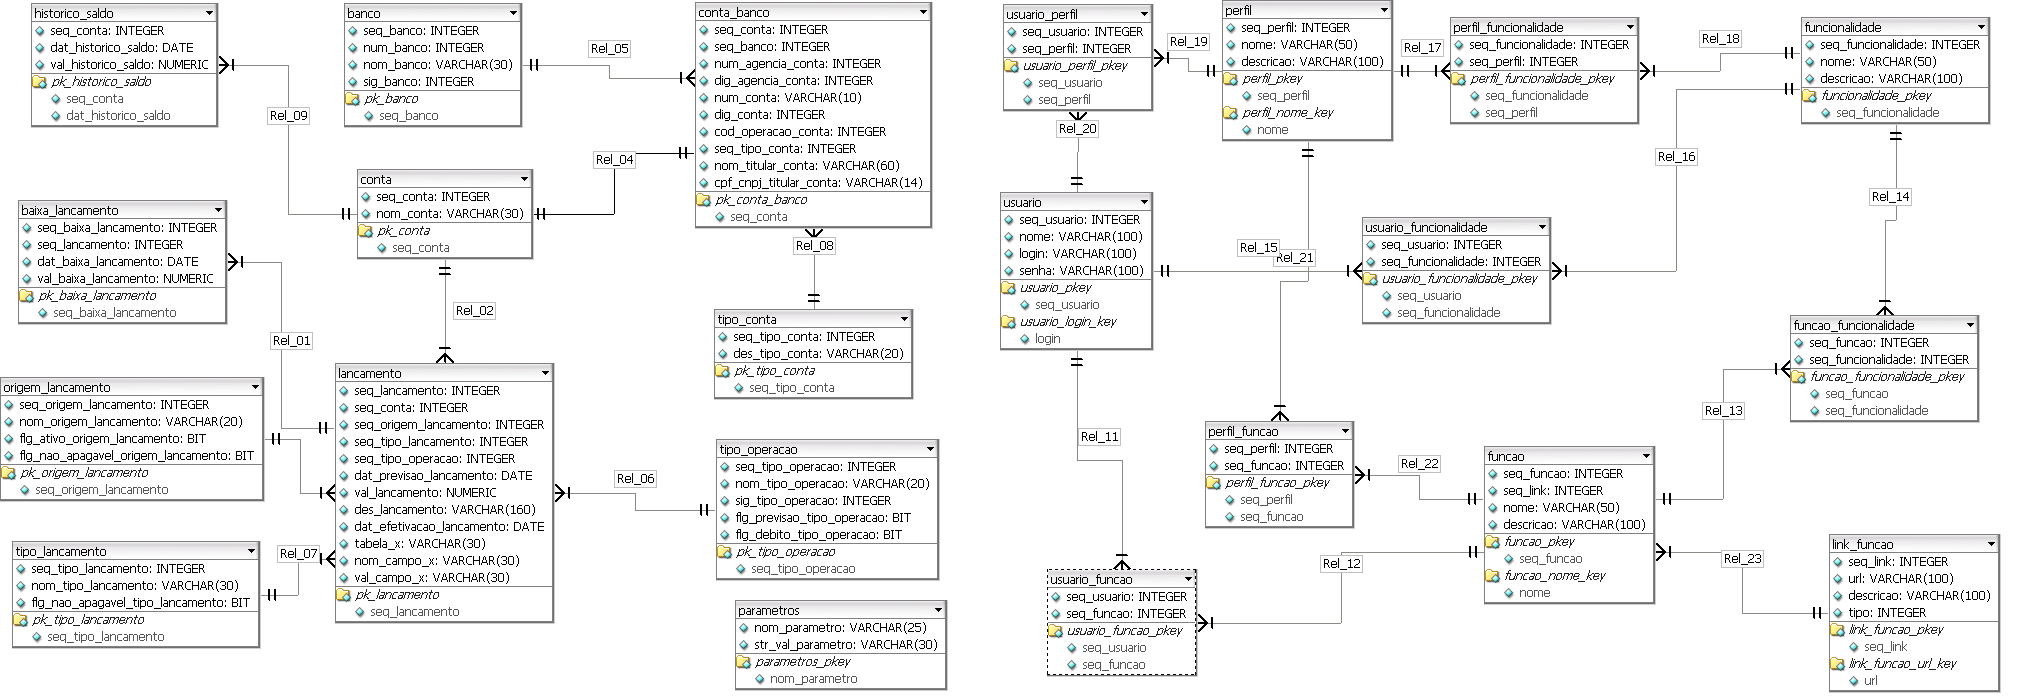 historico_saldo
seq_conta: INTEGER
dat_historico_saldo: DATE
val_historico_saldo: NUMERIC
pk_historico_saldo
seq_conta
dat_historico_saldo
banco
seq_banco: INTEGER
num_banco: INTEGER
nom_banco: VARCHAR(30)
sig_banco: INTEGER
pk_banco
seq_banco
conta_banco
seq_conta: INTEGER
seq_banco: INTEGER
num_agencia_conta: INTEGER
dig_agencia_conta: INTEGER
num_conta: VARCHAR(10)
dig_conta: INTEGER
cod_operacao_conta: INTEGER
seq_tipo_conta: INTEGER
nom_titular_conta: VARCHAR(60)
cpf_cnpj_titular_conta: VARCHAR(14)
pk_conta_banco
seq_conta
Rel_05
Rel_09
Rel_04
conta
seq_conta: INTEGER
nom_conta: VARCHAR(30)
pk_conta
seq_conta
baixa_lancamento
seq_baixa_lancamento: INTEGER
seq_lancamento: INTEGER
dat_baixa_lancamento: DATE
val_baixa_lancamento: NUMERIC
pk_baixa_lancamento
seq_baixa_lancamento
Rel_08
Rel_02
Rel_01
tipo_conta
seq_tipo_conta: INTEGER
des_tipo_conta: VARCHAR(20)
pk_tipo_conta
seq_tipo_conta
origem_lancamento
seq_origem_lancamento: INTEGER
nom_origem_lancamento: VARCHAR(20)
flg_ativo_origem_lancamento: BIT
flg_nao_apagavel_origem_lancamento: BIT
pk_origem_lancamento
seq_origem_lancamento
lancamento
seq_lancamento: INTEGER
seq_conta: INTEGER
seq_origem_lancamento: INTEGER
seq_tipo_lancamento: INTEGER
seq_tipo_operacao: INTEGER
dat_previsao_lancamento: DATE
val_lancamento: NUMERIC
des_lancamento: VARCHAR(160)
dat_efetivacao_lancamento: DATE
tabela_x: VARCHAR(30)
nom_campo_x: VARCHAR(30)
val_campo_x: VARCHAR(30)
pk_lancamento
seq_lancamento
Rel_06
Rel_07
tipo_operacao
seq_tipo_operacao: INTEGER
nom_tipo_operacao: VARCHAR(20)
sig_tipo_operacao: INTEGER
flg_previsao_tipo_operacao: BIT
flg_debito_tipo_operacao: BIT
pk_tipo_operacao
seq_tipo_operacao
tipo_lancamento
seq_tipo_lancamento: INTEGER
nom_tipo_lancamento: VARCHAR(30)
flg_nao_apagavel_tipo_lancamento: BIT
pk_tipo_lancamento
seq_tipo_lancamento
parametros
nom_parametro: VARCHAR(25)
str_val_parametro: VARCHAR(30)
parametros_pkey
nom_parametro
usuario_perfil
seq_usuario: INTEGER
seq_perfil: INTEGER
usuario_perfil_pkey
seq_usuario
seq_perfil
Rel_19
perfil
seq_perfil: INTEGER
nome: VARCHAR(50)
descricao: VARCHAR(100)
perfil_pkey
seq_perfil
perfil_nome_key
nome
Rel_17
perfil_funcionalidade
seq_funcionalidade: INTEGER
seq_perfil: INTEGER
perfil_funcionalidade_pkey
seq_funcionalidade
seq_perfil
Rel_18
funcionalidade
seq_funcionalidade: INTEGER
nome: VARCHAR(50)
descricao: VARCHAR(100)
funcionalidade_pkey
seq_funcionalidade
Rel_20
Rel_16
Rel_14
usuario
seq_usuario: INTEGER
nome: VARCHAR(100)
login: VARCHAR(100)
senha: VARCHAR(100)
usuario_pkey
seq_usuario
usuario_login_key
login
Rel_15
Rel_21
usuario_funcionalidade
seq_usuario: INTEGER
seq_funcionalidade: INTEGER
usuario_funcionalidade_pkey
seq_usuario
seq_funcionalidade
funcao_funcionalidade
seq_funcao: INTEGER
seq_funcionalidade: INTEGER
funcao_funcionalidade_pkey
seq_funcao
seq_funcionalidade
Rel_13
Rel_11
perfil_funcao
seq_perfil: INTEGER
seq_funcao: INTEGER
perfil_funcao_pkey
seq_perfil
seq_funcao
Rel_22
funcao
seq_funcao: INTEGER
seq_link: INTEGER
nome: VARCHAR(50)
descricao: VARCHAR(100)
funcao_pkey
seq_funcao
funcao_nome_key
nome
Rel_12
Rel_23
usuario_funcao
seq_usuario: INTEGER
seq_funcao: INTEGER
usuario_funcao_pkey
seq_usuario
seq_funcao
link_funcao
seq_link: INTEGER
url: VARCHAR(100)
descricao: VARCHAR(100)
tipo: INTEGER
link_funcao_pkey
seq_link
link_funcao_url_key
url